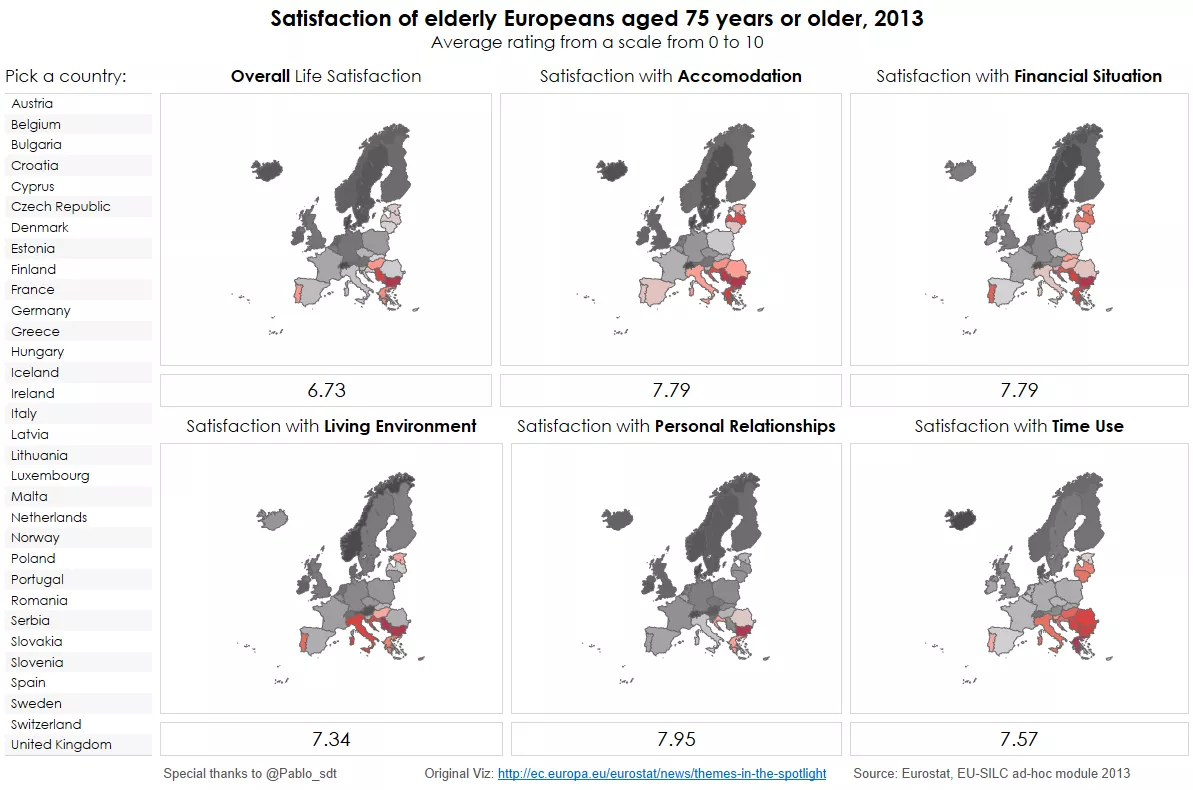 Satisfaction of elderly Europeans aged 75 years or older, 2013
Average rating from a scale from 0 to 10
Pick a country:
Austria
Belgium
Bulgaria
Croatia
Cyprus
Czech Republic
Denmark
Estonia
Finland
France
Germany
Greece
Hungary
Iceland
Ireland
Italy
Latvia
Lithuania
Luxembourg
Malta
Netherlands
Norway
Poland
Portugal
Romania
Serbia
Slovakia
Slovenia
Spain
Sweden
Switzerland
United Kingdom
Overall Life Satisfaction
6.73
Satisfaction with Accomodation
7.79
Satisfaction with Financial Situation
7.79
Satisfaction with Living Environment
7.34
Satisfaction with Personal Relationships
7.95
Satisfaction with Time Use
7.57
Special thanks to @Pablo_sdt
Original Viz: http://ec.europa.eu/eurostat/news/themes-in-the-spotlight
Source: Eurostat, EU-SILC ad-hoc module 2013